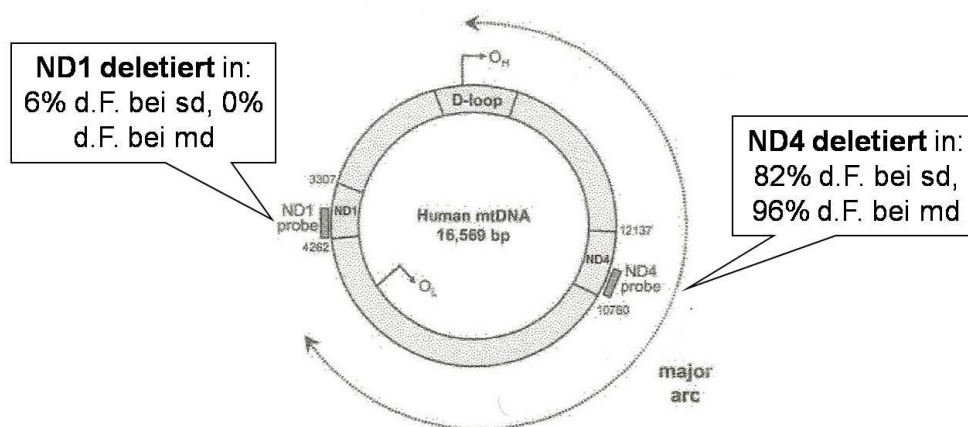 ND1 deletiert in:
6% d.F. bei sd, 0%
d.F. bei md
O_H
D-loop
ND4 deletiert in:
82% d.F. bei sd,
96% d.F. bei md
3307
ND1
probe
ND1
4262
Human mtDNA
16,569 bp
12137
ND4
ND4
probe
10760
O_L
major
arc